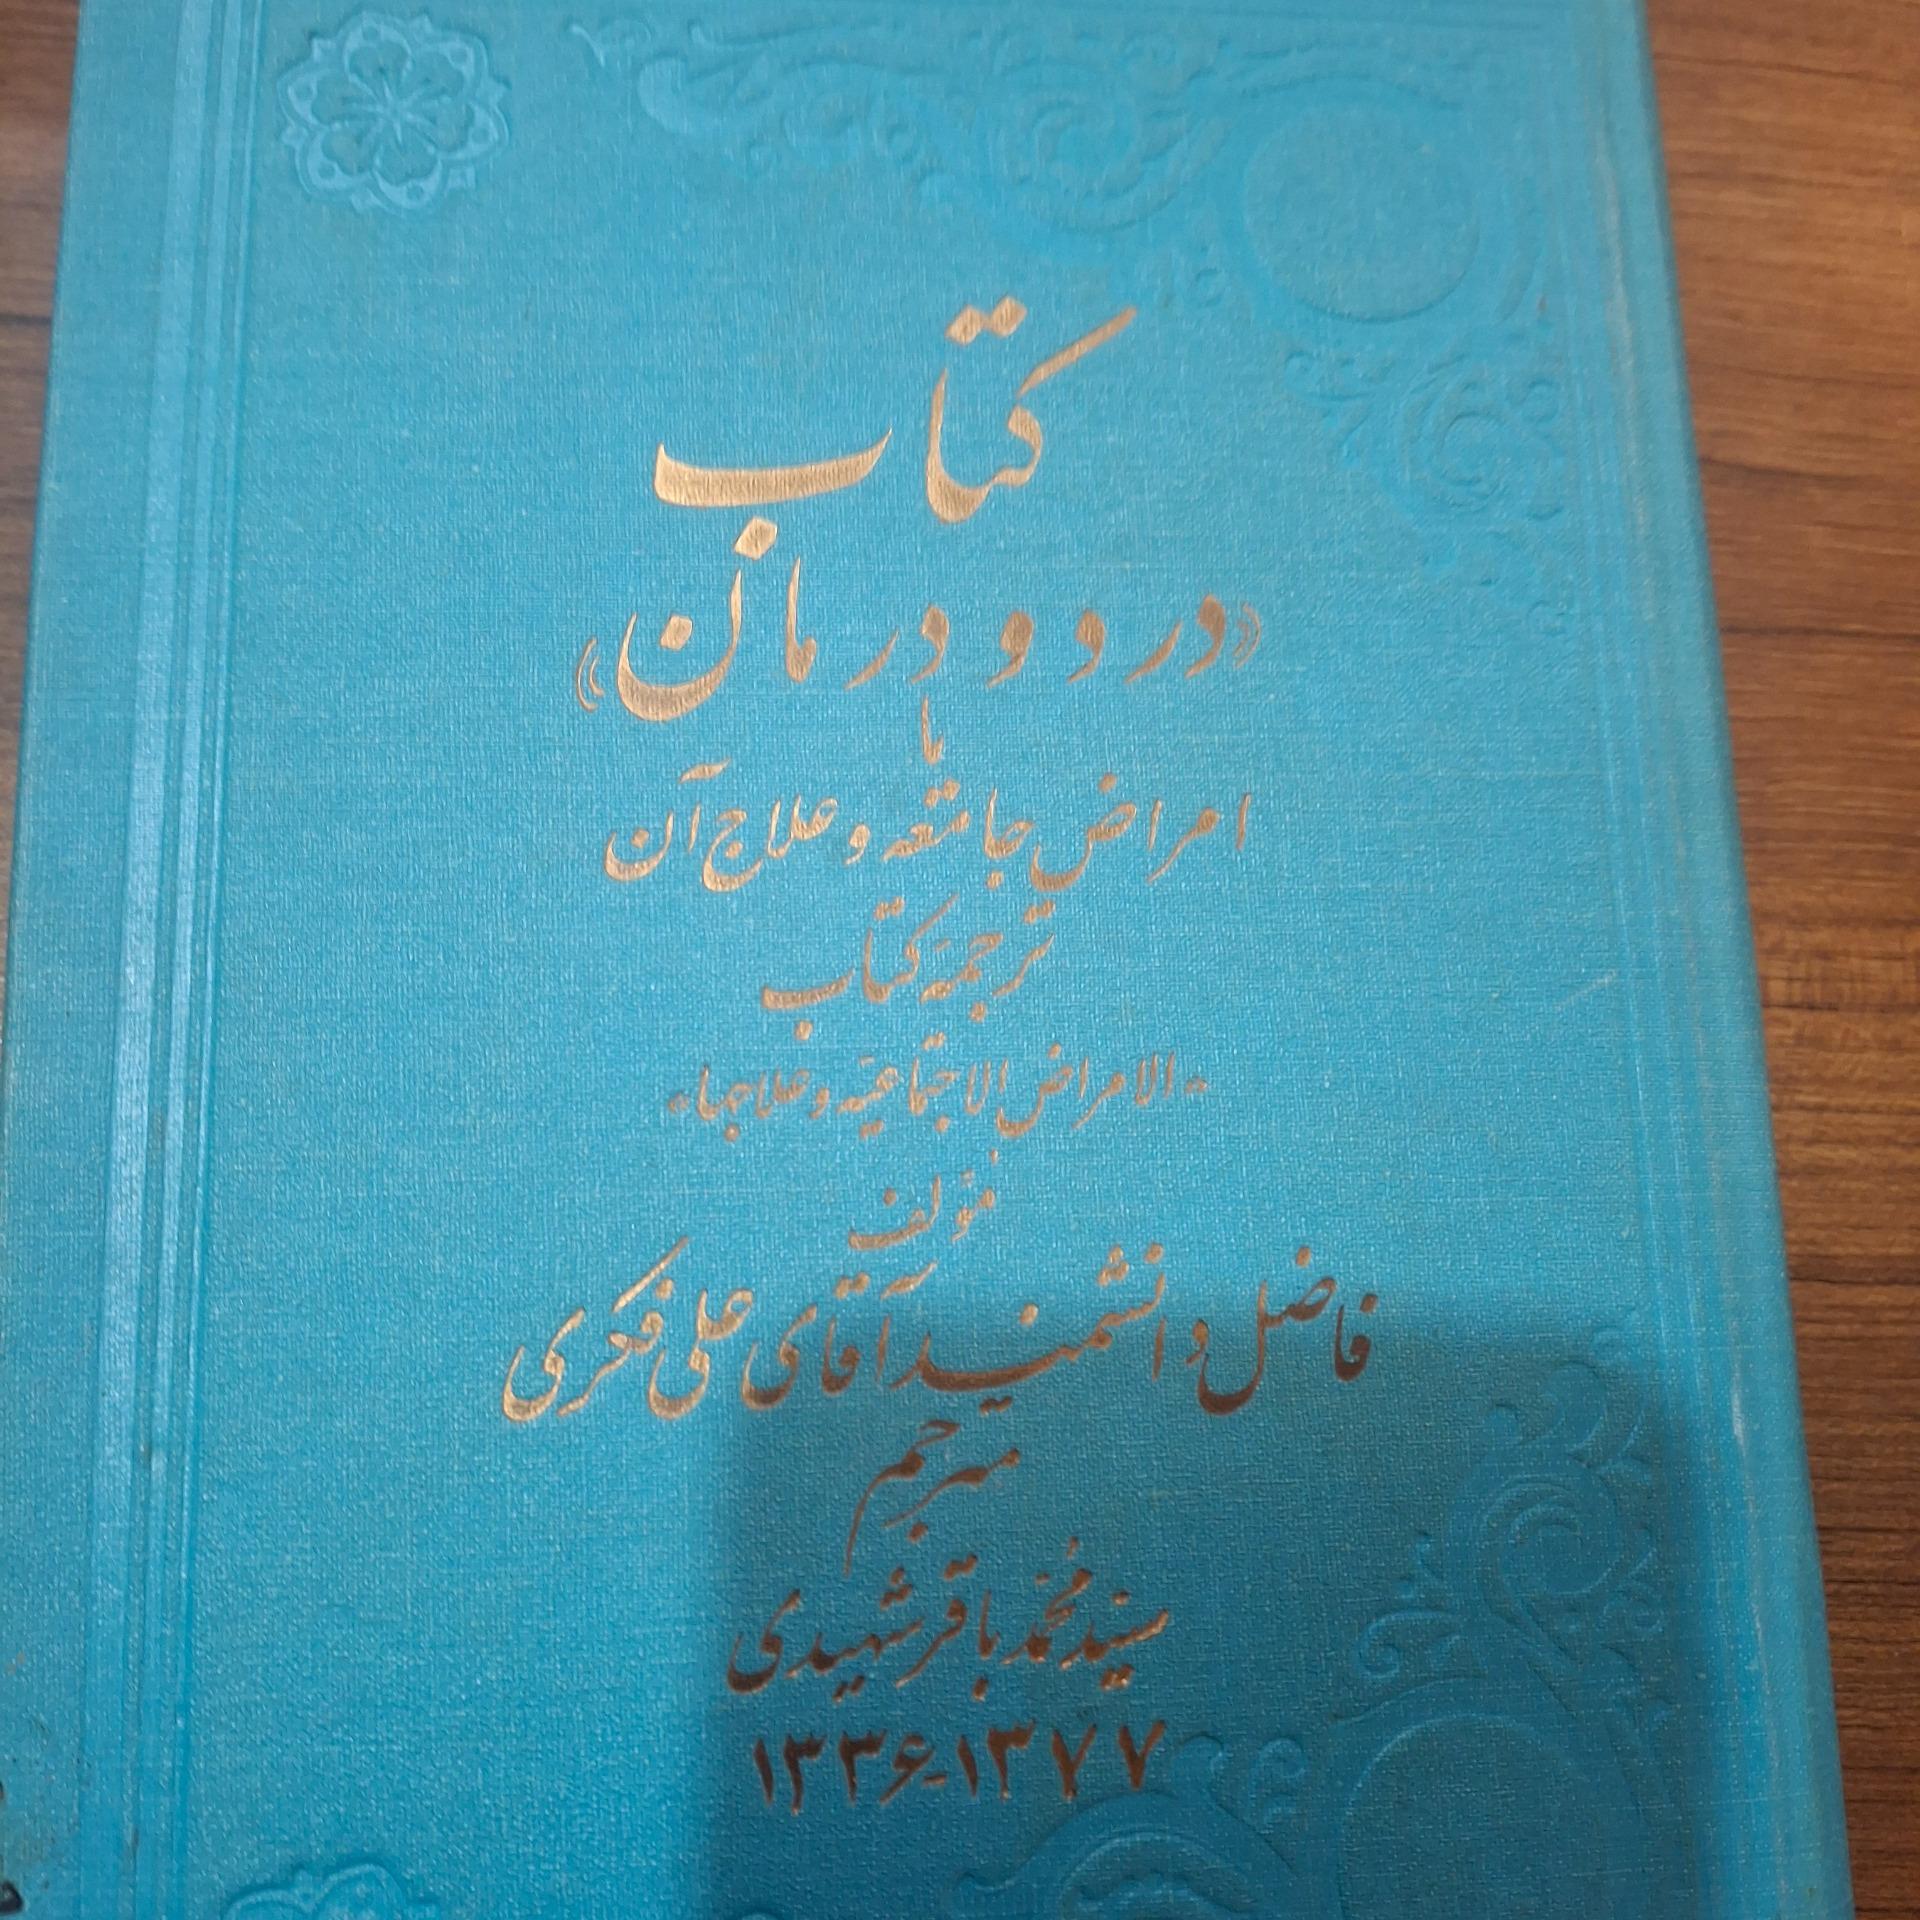 کتاب
«درد و درمان»
یا
امراض جامعه و علاج آن
ترجمهٔ کتاب
«الامراض الاجتماعیه و علاجها»
مؤلف
فاضل دانشمند آقای علی فکری
مترجم
سید محمد باقر شهیدی
۱۳۳۶-۱۳۷۷